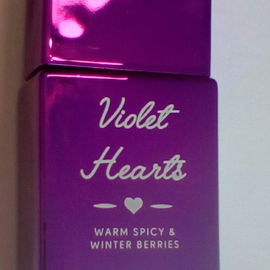 Violet
Hearts
WARM SPICY &
WINTER BERRIES